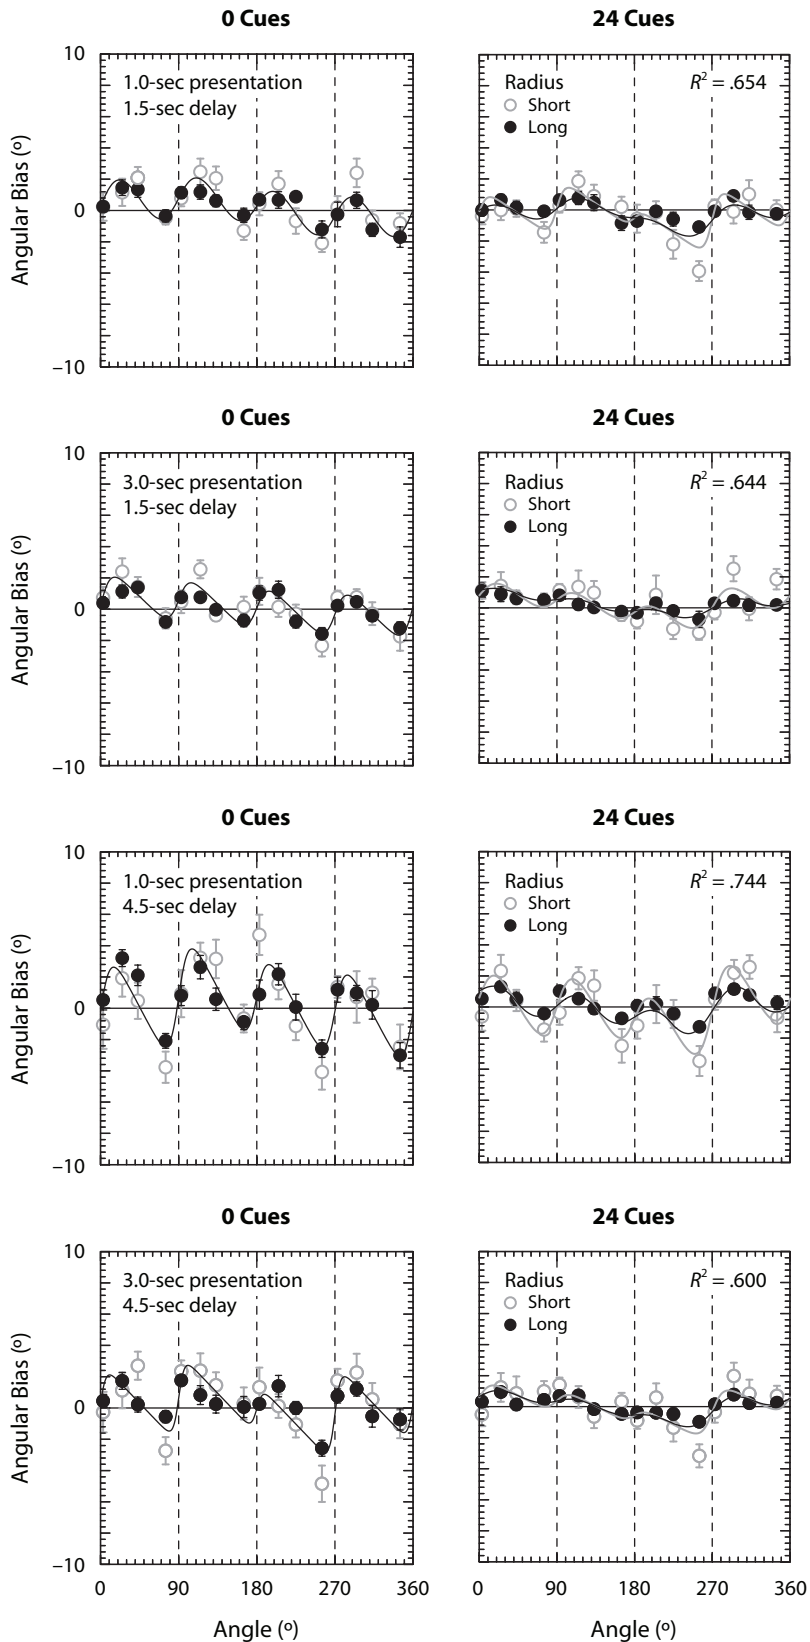 0 Cues
24 Cues
10
1.0-sec presentation
1.5-sec delay
Radius
Short
Long
R² = .654
Angular Bias (º)
0
–10
0 Cues
24 Cues
10
3.0-sec presentation
1.5-sec delay
Radius
Short
Long
R² = .644
Angular Bias (º)
0
–10
0 Cues
24 Cues
10
1.0-sec presentation
4.5-sec delay
Radius
Short
Long
R² = .744
Angular Bias (º)
0
–10
0 Cues
24 Cues
10
3.0-sec presentation
4.5-sec delay
Radius
Short
Long
R² = .600
Angular Bias (º)
0
–10
0 90 180 270 360
0 90 180 270 360
Angle (º)
Angle (º)